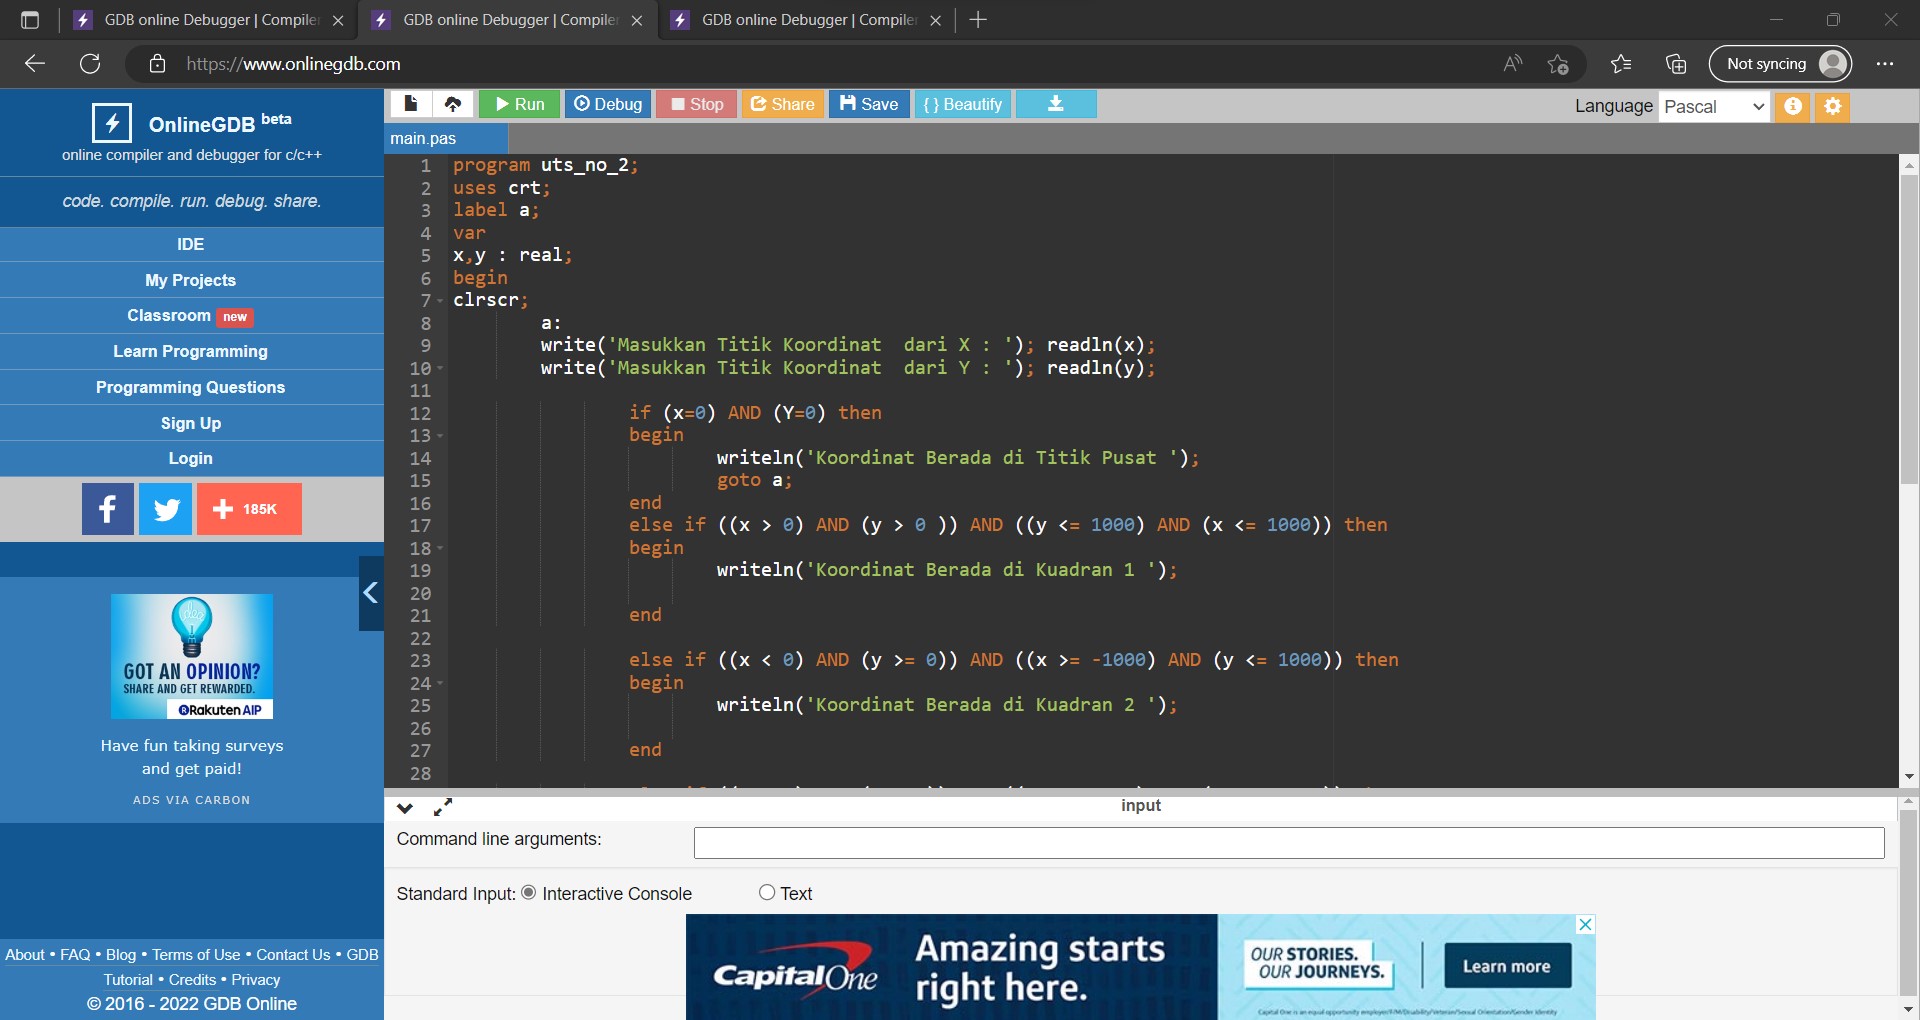 GDB online Debugger | Compiler
GDB online Debugger | Compiler
GDB online Debugger | Compiler
https://www.onlinegdb.com
Not syncing
OnlineGDB beta
online compiler and debugger for c/c++
code. compile. run. debug. share.
IDE
My Projects
Classroom new
Learn Programming
Programming Questions
Sign Up
Login
185K
GOT AN OPINION?
SHARE AND GET REWARDED.
Rakuten AIP
Have fun taking surveys
and get paid!
ADS VIA CARBON
About • FAQ • Blog • Terms of Use • Contact Us • GDB
Tutorial • Credits • Privacy
© 2016 - 2022 GDB Online
Run Debug Stop Share Save {} Beautify
Language Pascal
main.pas
1 program uts_no_2;
2 uses crt;
3 label a;
4 var
5 x,y : real;
6 begin
7 clrscr;
8 a:
9 write('Masukkan Titik Koordinat  dari X : '); readln(x);
10 write('Masukkan Titik Koordinat  dari Y : '); readln(y);
11
12 if (x=0) AND (Y=0) then
13 begin
14 writeln('Koordinat Berada di Titik Pusat ');
15 goto a;
16 end
17 else if ((x > 0) AND (y > 0 )) AND ((y <= 1000) AND (x <= 1000)) then
18 begin
19 writeln('Koordinat Berada di Kuadran 1 ');
20
21 end
22
23 else if ((x < 0) AND (y >= 0)) AND ((x >= -1000) AND (y <= 1000)) then
24 begin
25 writeln('Koordinat Berada di Kuadran 2 ');
26
27 end
28
input
Command line arguments:
Standard Input: Interactive Console Text
Capital One
Amazing starts
right here.
OUR STORIES.
OUR JOURNEYS.
Learn more